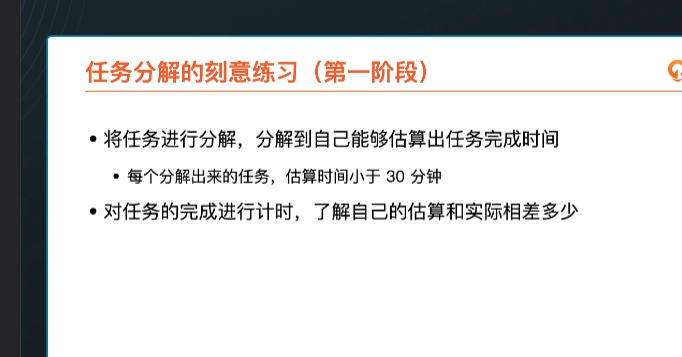 任务分解的刻意练习（第一阶段）
• 将任务进行分解，分解到自己能够估算出任务完成时间
• 每个分解出来的任务，估算时间小于 30 分钟
• 对任务的完成进行计时，了解自己的估算和实际相差多少